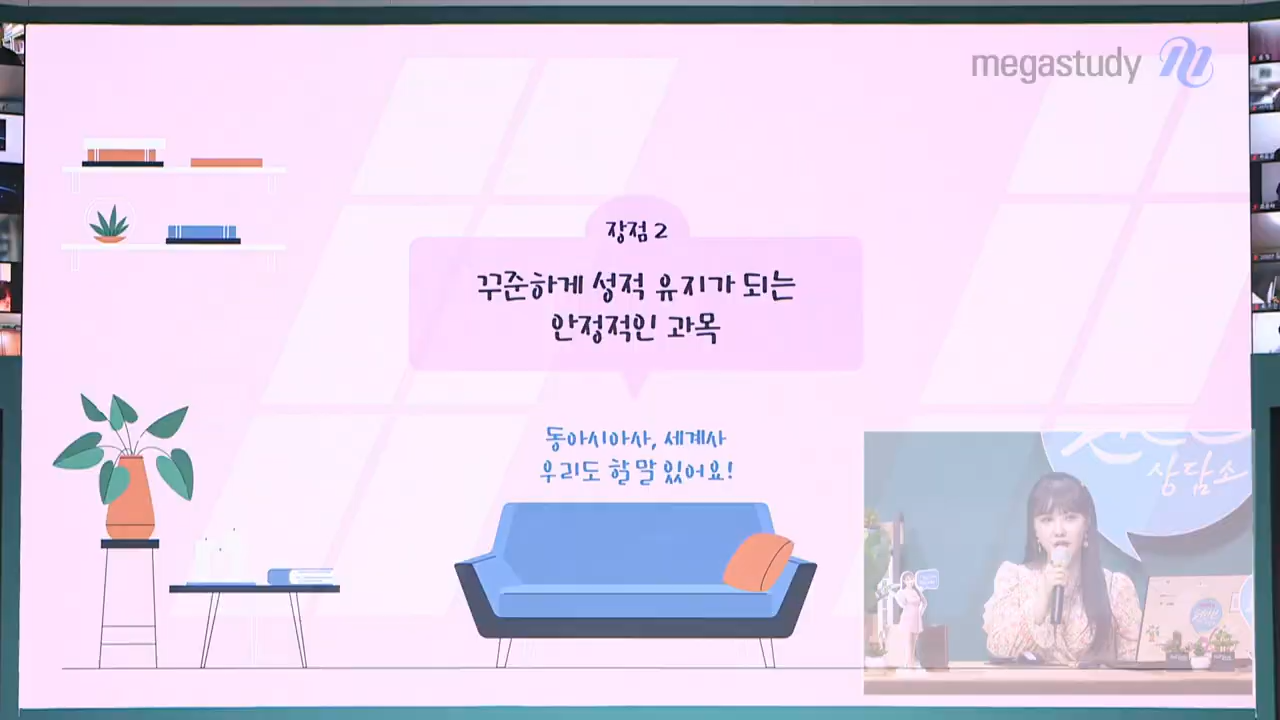 megastudy
장점 2
꾸준하게 성적 유지가 되는
안정적인 과목
동아시아사, 세계사
우리도 할 말 있어요!
상담소